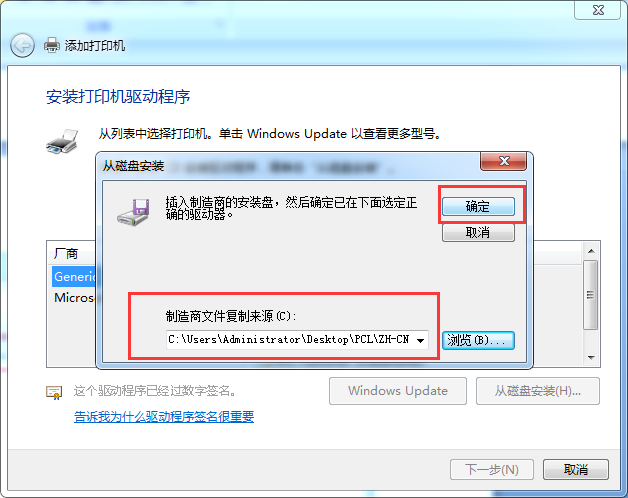 添加打印机
安装打印机驱动程序
从列表中选择打印机。单击 Windows Update 以查看更多型号。
从磁盘安装
插入制造商的安装盘，然后确定已在下面选定正
确的驱动器。
确定
取消
厂商
Generic
Microso
制造商文件复制来源(C):
C:\Users\Administrator\Desktop\PCL\ZH-CN
浏览(B)...
这个驱动程序已经过数字签名。
告诉我为什么驱动程序签名很重要
Windows Update
从磁盘安装(H)...
下一步(N)
取消